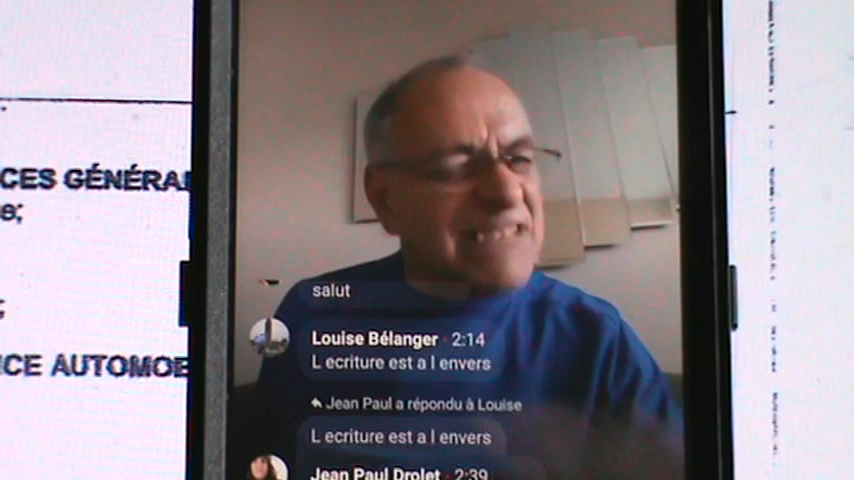 CES GÉNÉRA
e;
;
ICE AUTOMOB
salut
Louise Bélanger · 2:14
L ecriture est a l envers
Jean Paul a répondu à Louise
L ecriture est a l envers
Jean Paul Drolet · 2:39